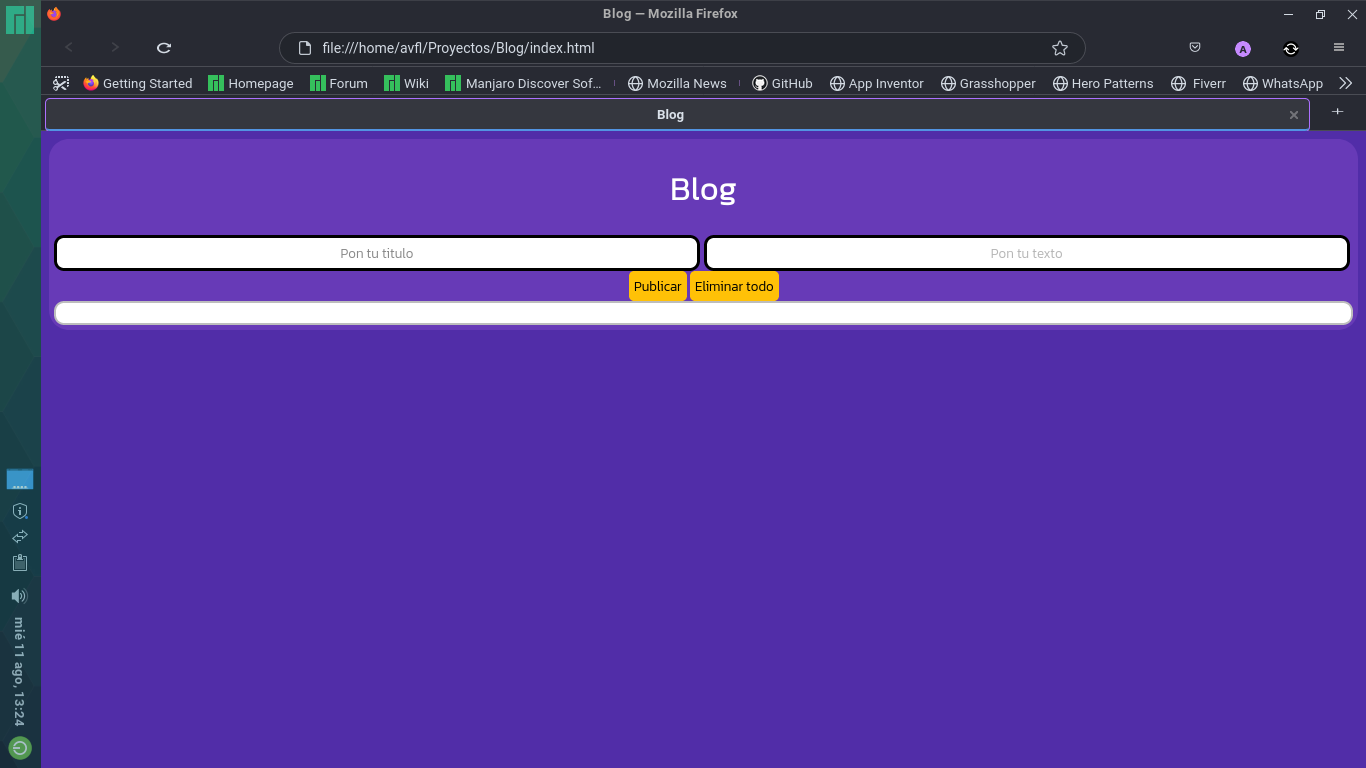 Blog — Mozilla Firefox
file:///home/avfl/Proyectos/Blog/index.html
A
Getting Started Homepage Forum Wiki Manjaro Discover Sof… Mozilla News GitHub App Inventor Grasshopper Hero Patterns Fiverr WhatsApp
Blog
Blog
Pon tu titulo Pon tu texto
Publicar Eliminar todo
mié 11 ago, 13:24